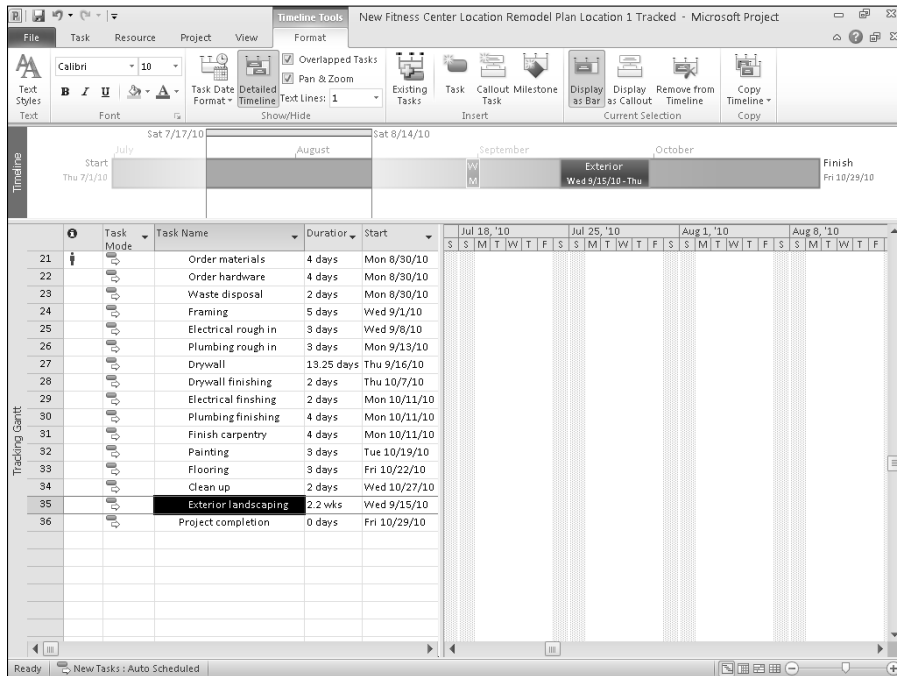 Timeline Tools New Fitness Center Location Remodel Plan Location 1 Tracked - Microsoft Project
File Task Resource Project View Format
Text Styles
Calibri 10
B I U A
Task Date Format
Detailed Timeline
Overlapped Tasks
Pan & Zoom
Text Lines: 1
Existing Tasks
Task
Callout Task
Milestone
Display as Bar
Display as Callout
Remove from Timeline
Copy Timeline
Text Font Show/Hide Insert Current Selection Copy
Timeline
Sat 7/17/10 Sat 8/14/10
July August September October
Start
Thu 7/1/10
W
M
Exterior
Wed 9/15/10 - Thu
Finish
Fri 10/29/10
Task Mode Task Name Duration Start
Jul 18, '10 Jul 25, '10 Aug 1, '10 Aug 8, '10
S S M T W T F S S M T W T F S S M T W T F S S M T W T F
Tracking Gantt
21 Order materials 4 days Mon 8/30/10
22 Order hardware 4 days Mon 8/30/10
23 Waste disposal 2 days Mon 8/30/10
24 Framing 5 days Wed 9/1/10
25 Electrical rough in 3 days Wed 9/8/10
26 Plumbing rough in 3 days Mon 9/13/10
27 Drywall 13.25 days Thu 9/16/10
28 Drywall finishing 2 days Thu 10/7/10
29 Electrical finshing 2 days Mon 10/11/10
30 Plumbing finishing 4 days Mon 10/11/10
31 Finish carpentry 4 days Mon 10/11/10
32 Painting 3 days Tue 10/19/10
33 Flooring 3 days Fri 10/22/10
34 Clean up 2 days Wed 10/27/10
35 Exterior landscaping 2.2 wks Wed 9/15/10
36 Project completion 0 days Fri 10/29/10
Ready New Tasks : Auto Scheduled